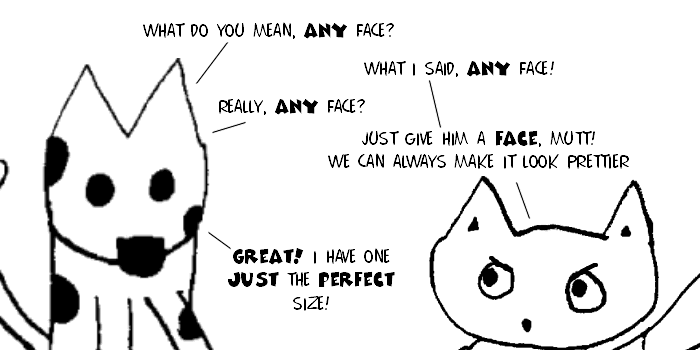 WHAT DO YOU MEAN, ANY FACE?
WHAT I SAID, ANY FACE!
REALLY, ANY FACE?
JUST GIVE HIM A FACE, MUTT!
WE CAN ALWAYS MAKE IT LOOK PRETTIER
GREAT! I HAVE ONE
JUST THE PERFECT
SIZE!